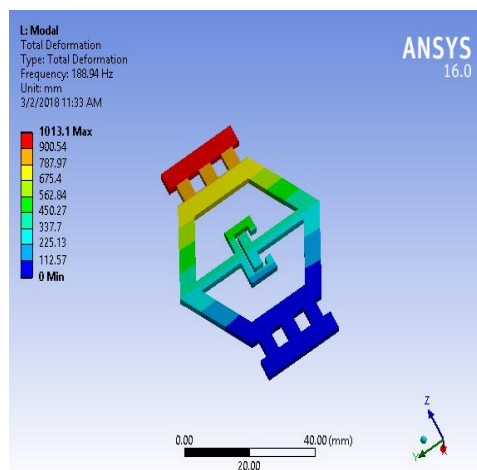 L: Modal
Total Deformation
Type: Total Deformation
Frequency: 188.94 Hz
Unit: mm
3/2/2018 11:33 AM
ANSYS
16.0
1013.1 Max
900.54
787.97
675.4
562.84
450.27
337.7
225.13
112.57
0 Min
0.00
40.00 (mm)
20.00
Z
Y